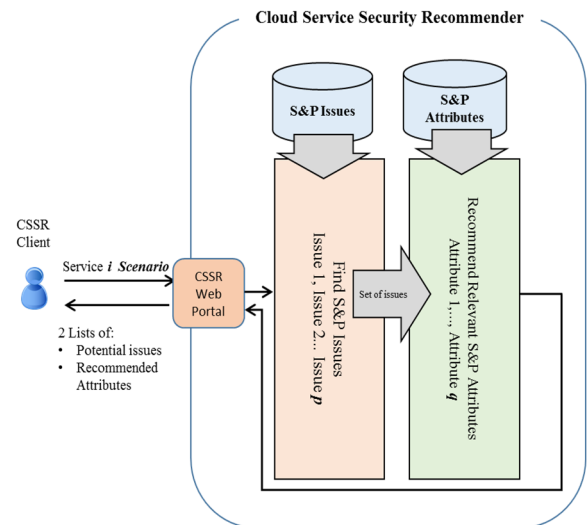 Cloud Service Security Recommender
S&P Issues
S&P
Attributes
CSSR
Client
Service i Scenario
CSSR
Web
Portal
2 Lists of:
• Potential issues
• Recommended
Attributes
Find S&P Issues
Issue 1, Issue 2... Issue p
Set of issues
Recommend Relevant S&P Attributes
Attribute 1,..., Attribute q